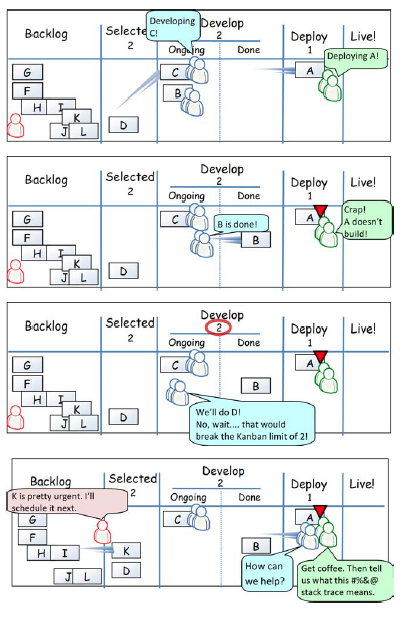 Develop
Backlog
Selected
2
2
Deploy
1
Live!
Ongoing
Done
Developing
C!
Deploying A!
G
F
H
I
K
J
L
D
C
B
A
Develop
2
Backlog
Selected
2
Deploy
1
Live!
Ongoing
Done
G
F
H
I
K
J
L
D
C
B is done!
B
A
Crap!
A doesn't
build!
Develop
2
Backlog
Selected
2
Deploy
1
Live!
Ongoing
Done
G
F
H
I
K
J
L
D
C
B
A
We'll do D!
No, wait.... that would
break the Kanban limit of 2!
Develop
2
Backlog
Selected
2
Deploy
1
Live!
Ongoing
Done
K is pretty urgent. I'll
schedule it next.
G
F
H
I
J
L
K
D
C
B
A
How can
we help?
Get coffee. Then tell
us what this #%&@
stack trace means.